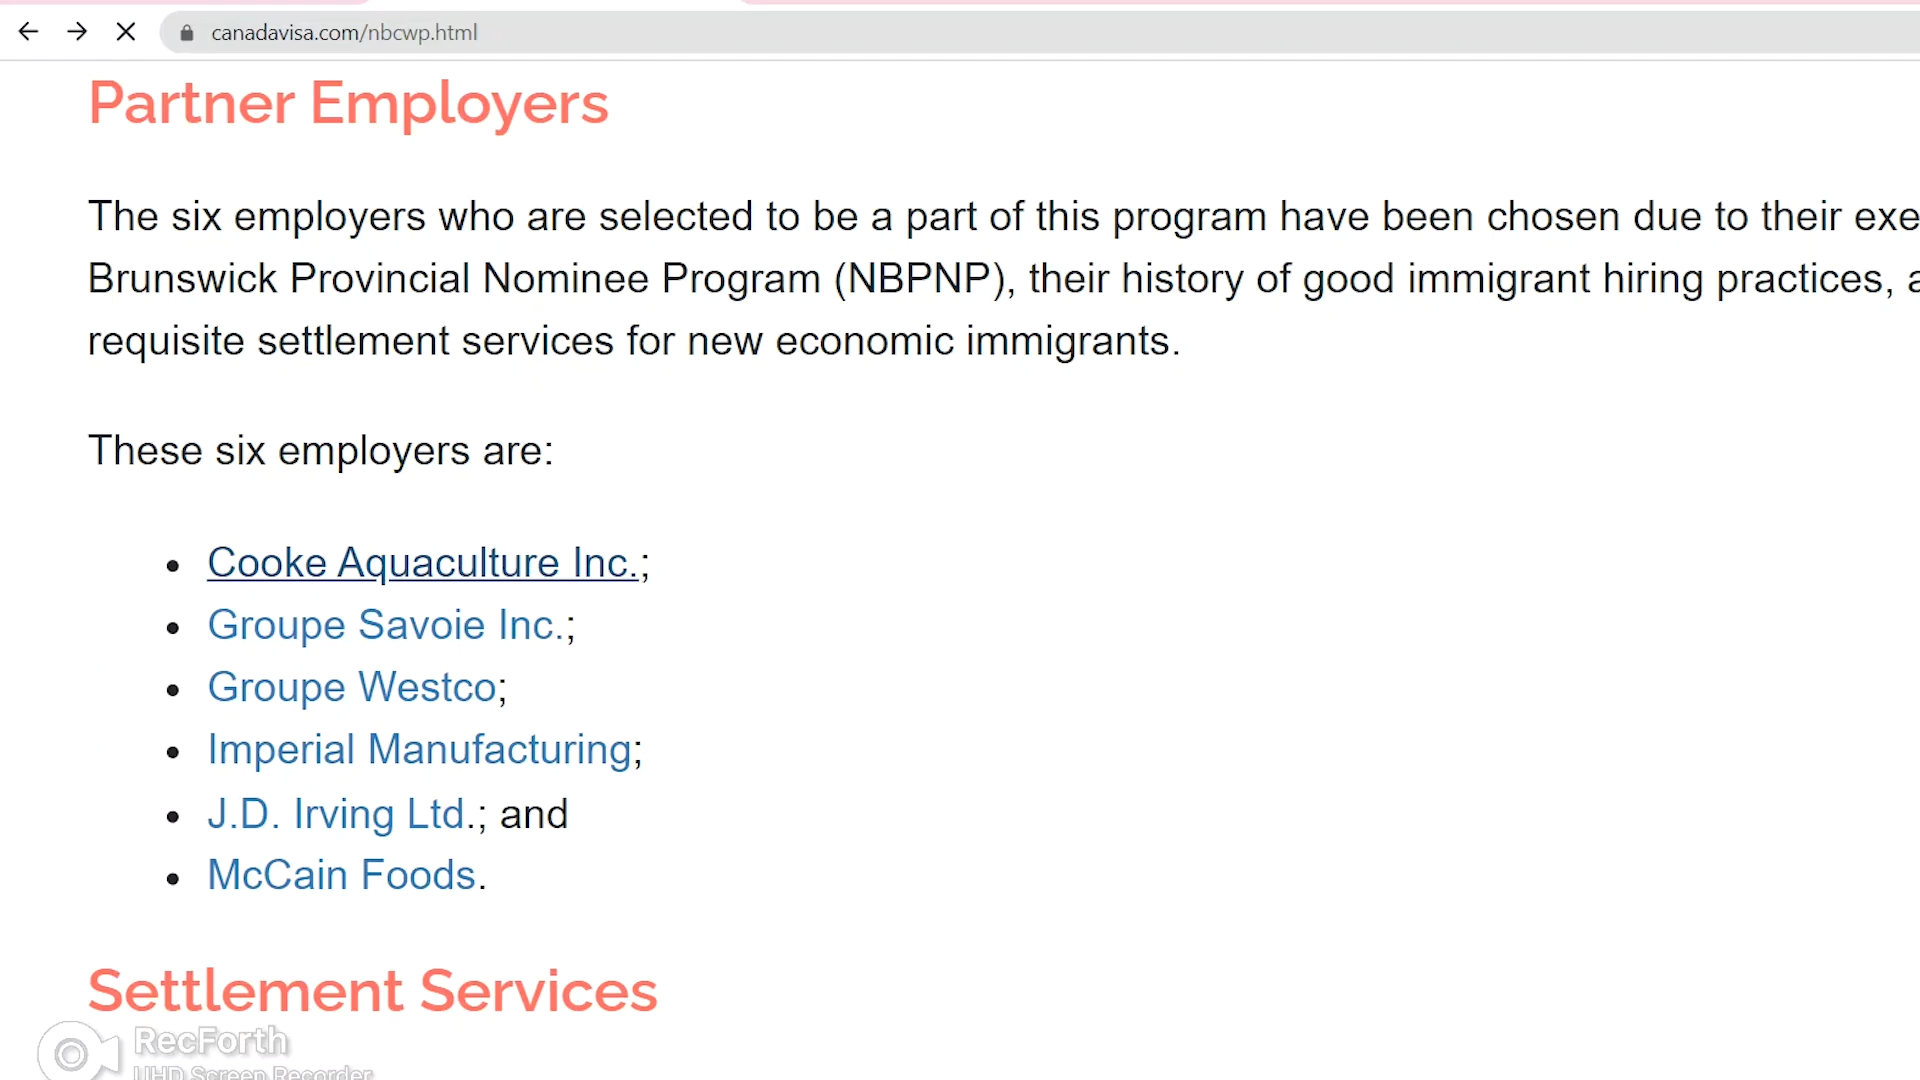 canadavisa.com/nbcwp.html
Partner Employers
The six employers who are selected to be a part of this program have been chosen due to their
Brunswick Provincial Nominee Program (NBPNP), their history of good immigrant hiring practices,
requisite settlement services for new economic immigrants.
These six employers are:
• Cooke Aquaculture Inc.;
• Groupe Savoie Inc.;
• Groupe Westco;
• Imperial Manufacturing;
• J.D. Irving Ltd.; and
• McCain Foods.
Settlement Services
RecForth
UHD Screen Recorder